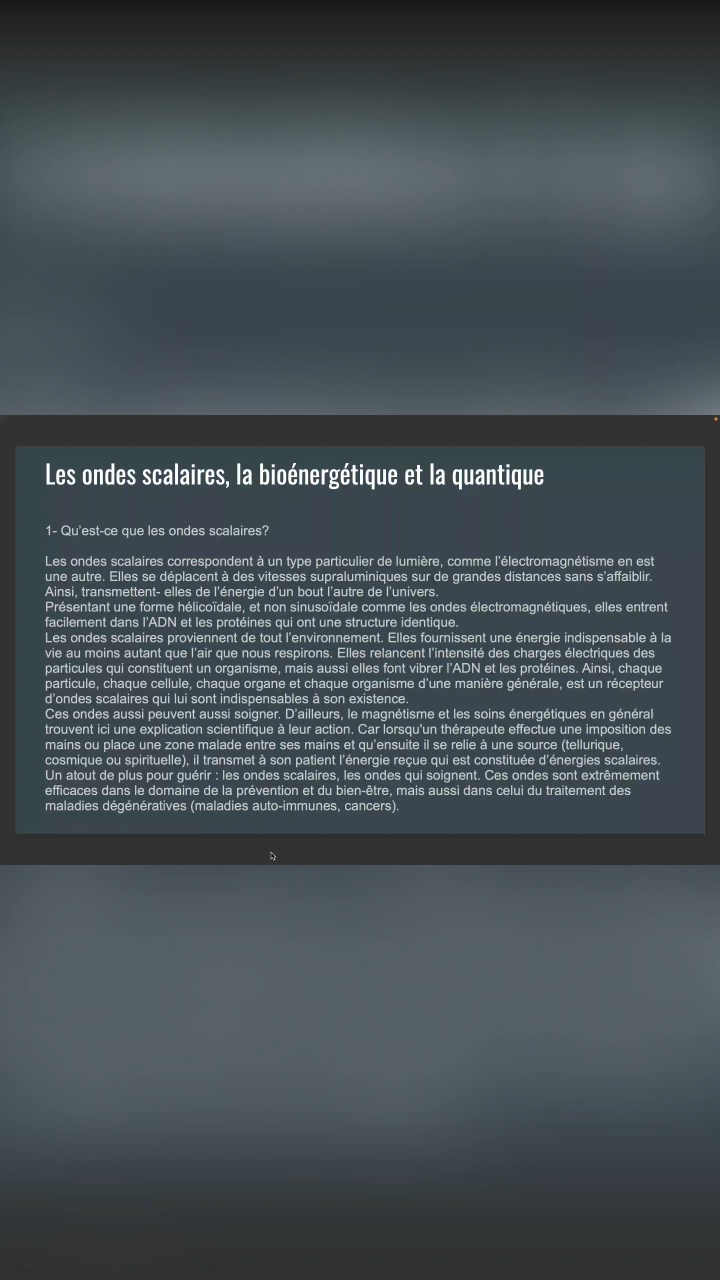 Les ondes scalaires, la bioénergétique et la quantique
1- Qu'est-ce que les ondes scalaires?
Les ondes scalaires correspondent à un type particulier de lumière, comme l'électromagnétisme en est
une autre. Elles se déplacent à des vitesses supraluminiques sur de grandes distances sans s'affaiblir.
Ainsi, transmettent- elles de l'énergie d'un bout l'autre de l'univers.
Présentant une forme hélicoïdale, et non sinusoïdale comme les ondes électromagnétiques, elles entrent
facilement dans l'ADN et les protéines qui ont une structure identique.
Les ondes scalaires proviennent de tout l'environnement. Elles fournissent une énergie indispensable à la
vie au moins autant que l'air que nous respirons. Elles relancent l'intensité des charges électriques des
particules qui constituent un organisme, mais aussi elles font vibrer l'ADN et les protéines. Ainsi, chaque
particule, chaque cellule, chaque organe et chaque organisme d'une manière générale, est un récepteur
d'ondes scalaires qui lui sont indispensables à son existence.
Ces ondes aussi peuvent aussi soigner. D'ailleurs, le magnétisme et les soins énergétiques en général
trouvent ici une explication scientifique à leur action. Car lorsqu'un thérapeute effectue une imposition des
mains ou place une zone malade entre ses mains et qu'ensuite il se relie à une source (tellurique,
cosmique ou spirituelle), il transmet à son patient l'énergie reçue qui est constituée d'énergies scalaires.
Un atout de plus pour guérir : les ondes scalaires, les ondes qui soignent. Ces ondes sont extrêmement
efficaces dans le domaine de la prévention et du bien-être, mais aussi dans celui du traitement des
maladies dégénératives (maladies auto-immunes, cancers).